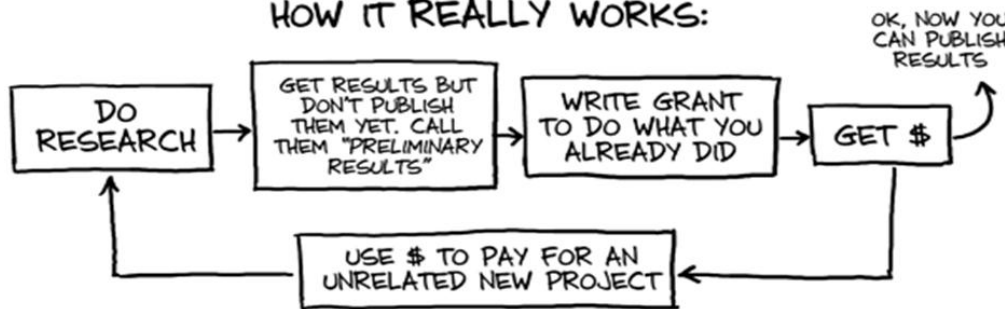 HOW IT REALLY WORKS:
OK, NOW YOU
CAN PUBLISH
RESULTS
DO
RESEARCH
GET RESULTS BUT
DON'T PUBLISH
THEM YET. CALL
THEM "PRELIMINARY
RESULTS"
WRITE GRANT
TO DO WHAT YOU
ALREADY DID
GET $
USE $ TO PAY FOR AN
UNRELATED NEW PROJECT